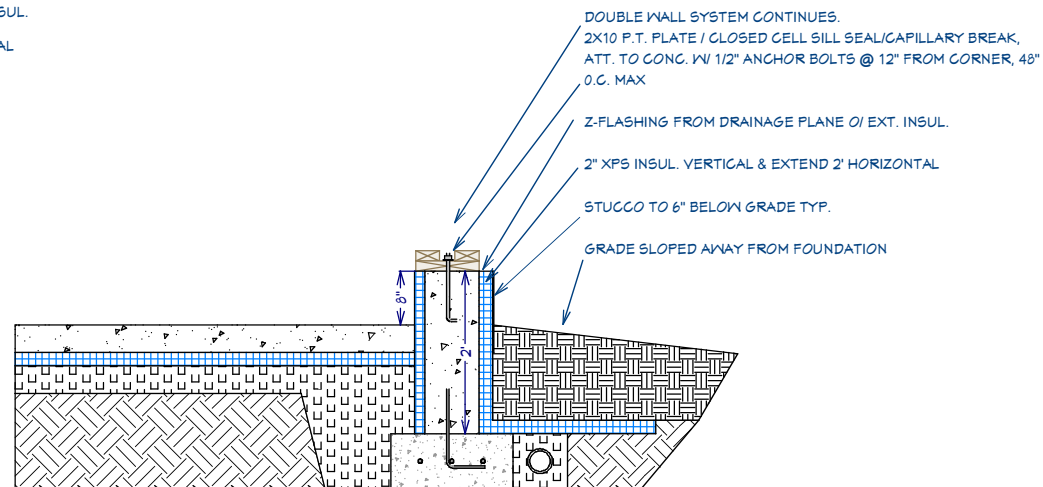 SUL.
AL
DOUBLE WALL SYSTEM CONTINUES.
2X10 P.T. PLATE / CLOSED CELL SILL SEAL/CAPILLARY BREAK,
ATT. TO CONC. W/ 1/2" ANCHOR BOLTS @ 12" FROM CORNER, 48"
O.C. MAX
Z-FLASHING FROM DRAINAGE PLANE O/ EXT. INSUL.
2" XPS INSUL. VERTICAL & EXTEND 2' HORIZONTAL
STUCCO TO 6" BELOW GRADE TYP.
GRADE SLOPED AWAY FROM FOUNDATION
8"
2'